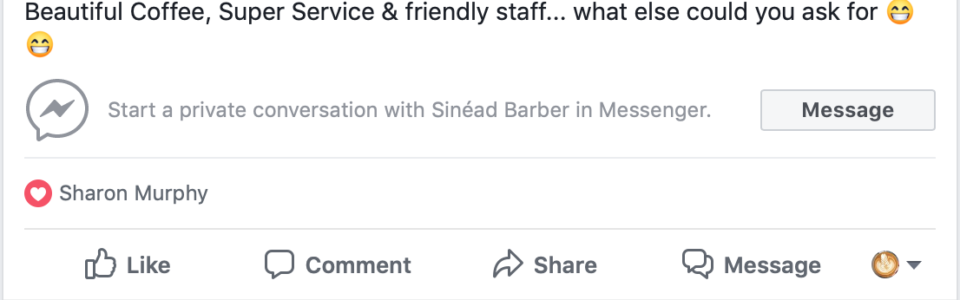 Beautiful Coffee, Super Service & friendly staff... what else could you ask for 😁
😁
Start a private conversation with Sinéad Barber in Messenger.
Message
Sharon Murphy
Like
Comment
Share
Message